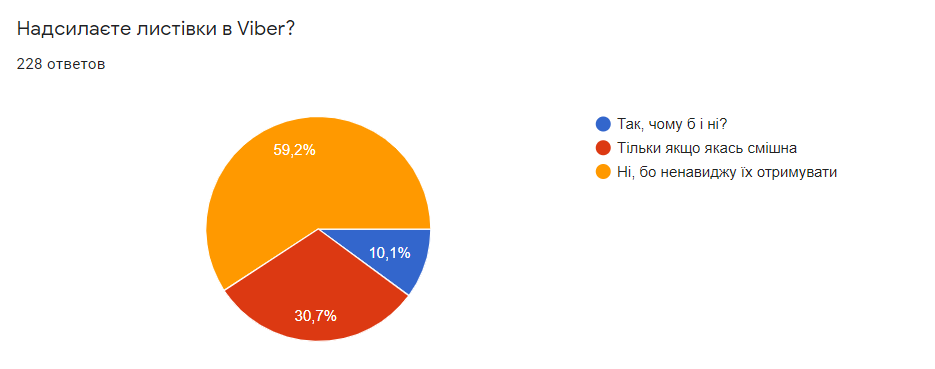 Надсилаєте листівки в Viber?
228 ответов
59,2%
10,1%
30,7%
Так, чому б і ні?
Тільки якщо якась смішна
Ні, бо ненавиджу їх отримувати